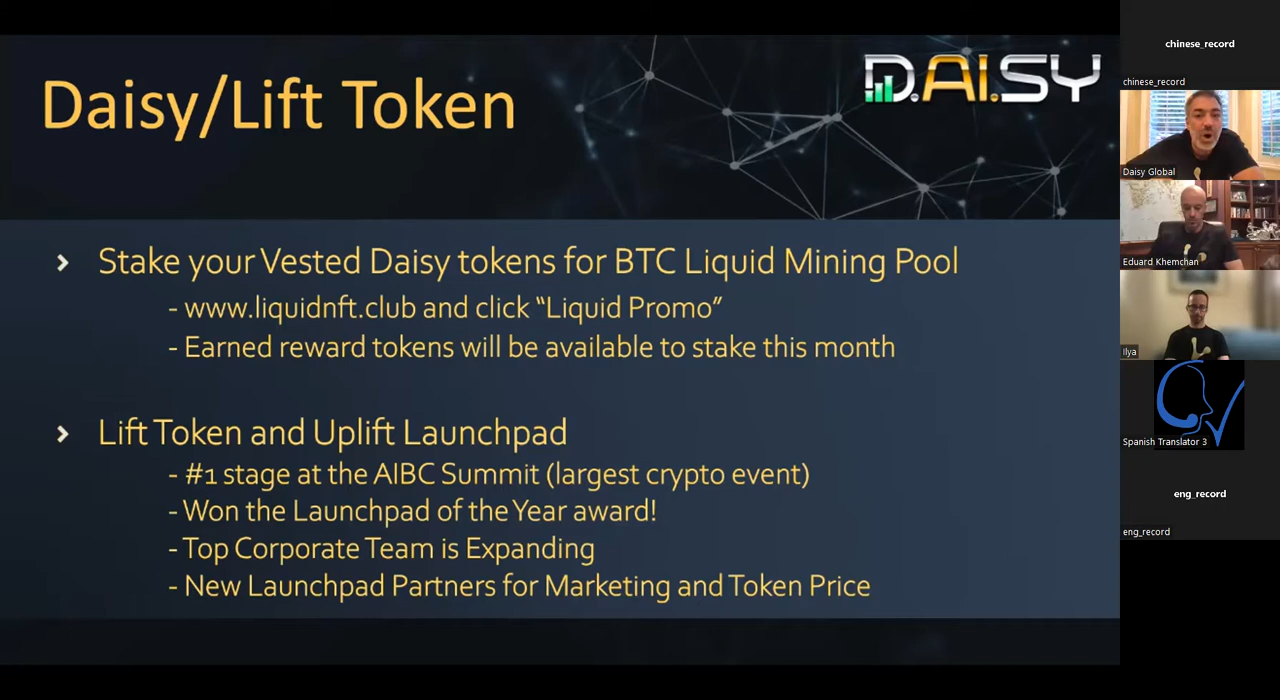 Daisy/Lift Token
D.AI.SY
Stake your Vested Daisy tokens for BTC Liquid Mining Pool
- www.liquidnft.club and click “Liquid Promo”
- Earned reward tokens will be available to stake this month
Lift Token and Uplift Launchpad
- #1 stage at the AIBC Summit (largest crypto event)
- Won the Launchpad of the Year award!
- Top Corporate Team is Expanding
- New Launchpad Partners for Marketing and Token Price
chinese_record
chinese_record
Daisy Global
Eduard Khemchan
Ilya
Spanish Translator 3
eng_record
eng_record